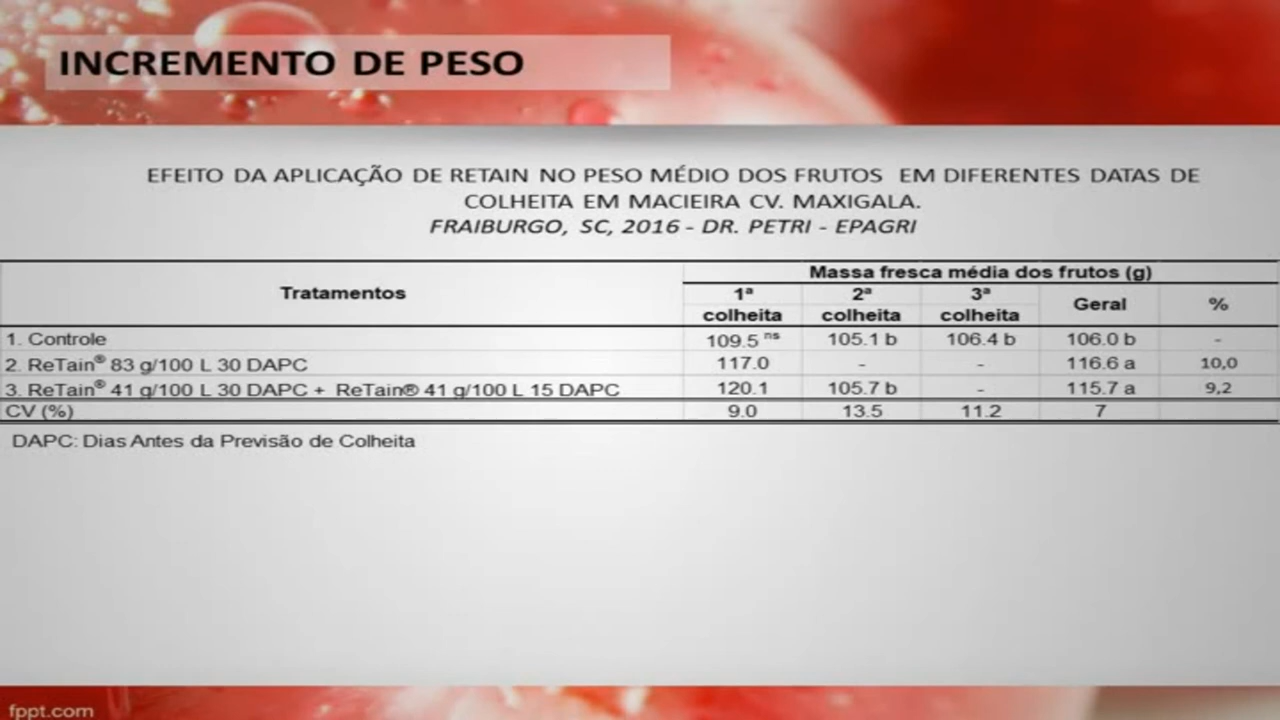 INCREMENTO DE PESO
EFEITO DA APLICAÇÃO DE RETAIN NO PESO MÉDIO DOS FRUTOS EM DIFERENTES DATAS DE
COLHEITA EM MACIEIRA CV. MAXIGALA.
FRAIBURGO, SC, 2016 - DR. PETRI - EPAGRI
Tratamentos Massa fresca média dos frutos (g)
1ª colheita 2ª colheita 3ª colheita Geral %
1. Controle 109.5 ns 105.1 b 106.4 b 106.0 b -
2. ReTain® 83 g/100 L 30 DAPC 117.0 - - 116.6 a 10,0
3. ReTain® 41 g/100 L 30 DAPC + ReTain® 41 g/100 L 15 DAPC 120.1 105.7 b - 115.7 a 9,2
CV (%) 9.0 13.5 11.2 7
DAPC: Dias Antes da Previsão de Colheita
fppt.com